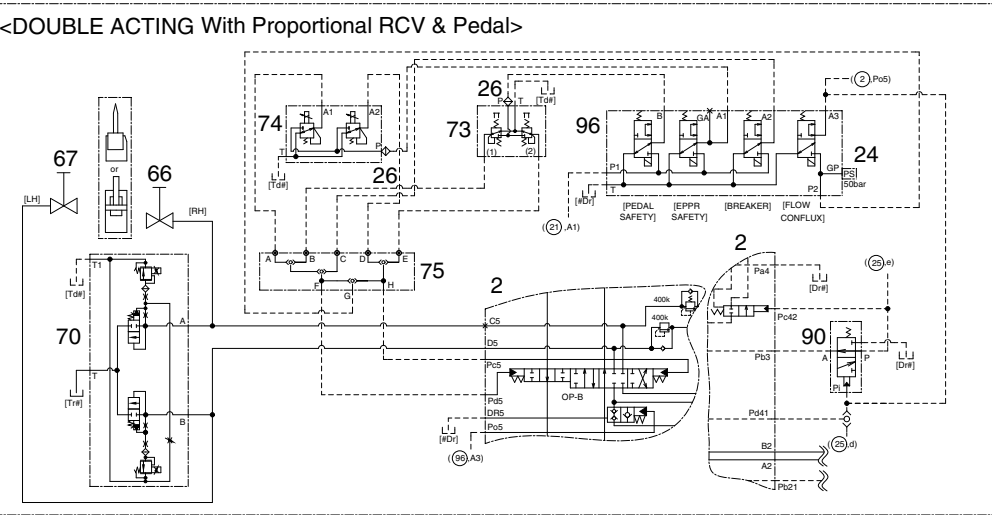 <DOUBLE ACTING With Proportional RCV & Pedal>
26
P T
[Td#]
96
B GA A1 A2 A3
((2),Po5)
74
A1 A2
T
P
[Td#]
26
73
(1) (2)
P1
T
[#Dr]
((21),A1)
[PEDAL SAFETY]
[EPPR SAFETY]
[BREAKER]
[FLOW CONFLUX]
GP
P2
24
PS
50bar
67
66
or
[LH]
[RH]
A B C D E
F G H
75
70
T1
[Td#]
A
T
[Tr#]
B
2
400k
400k
C5
D5
Pc5
Pd5
OP-B
DR5
[#Dr]
Po5
((96),A3)
2
Pa4
[Dr#]
Pc42
Pb3
Pd41
B2
A2
Pb21
((25),e)
90
A P
[Dr#]
Pi
((25),d)